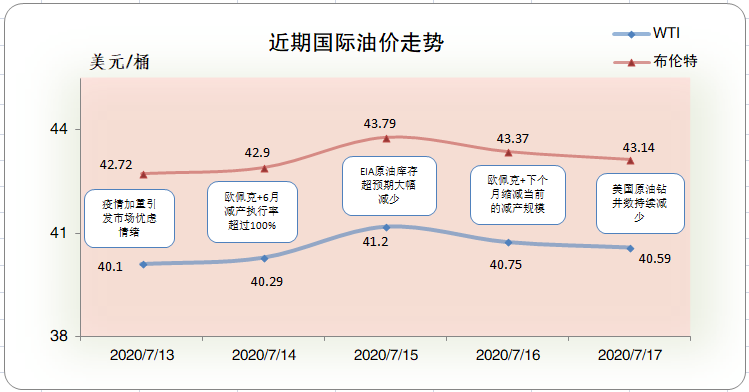 近期国际油价走势
WTI
布伦特
美元/桶
44
41
38
42.72
42.9
43.79
43.37
43.14
疫情加重引
发市场忧虑
情绪
欧佩克+6月
减产执行率
超过100%
EIA原油库存
超预期大幅
减少
欧佩克+下个
月缩减当前
的减产规模
美国原油钻
井数持续减
少
40.1
40.29
41.2
40.75
40.59
2020/7/13
2020/7/14
2020/7/15
2020/7/16
2020/7/17